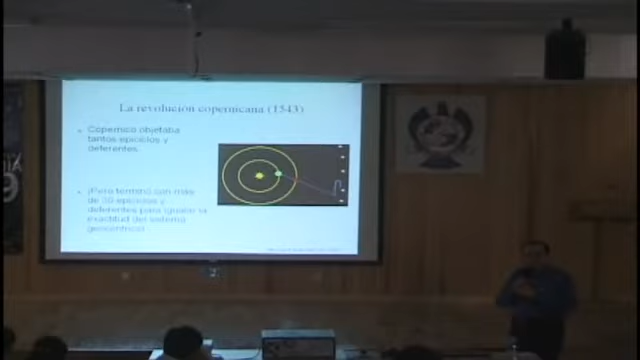 La revolución copernicana (1543)
Copérnico objetaba
tantos epiciclos y
deferentes
¡Pero terminó con más
de 30 epiciclos y
deferentes para igualar la
exactitud del sistema
geocéntrico!